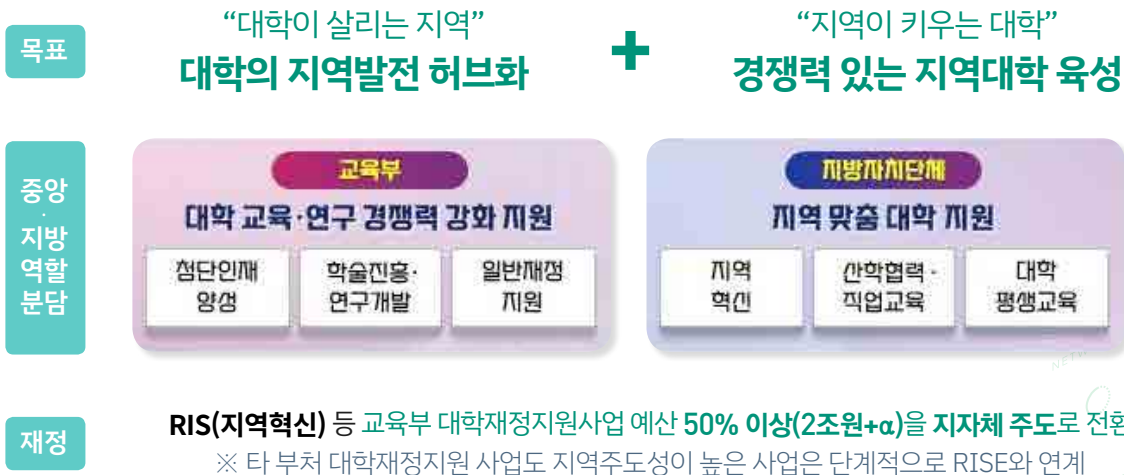 목표
“대학이 살리는 지역”
대학의 지역발전 허브화
+
“지역이 키우는 대학”
경쟁력 있는 지역대학 육성
중앙
·
지방
역할
분담
교육부
대학 교육·연구 경쟁력 강화 지원
첨단인재
양성
학술진흥·
연구개발
일반재정
지원
지방자치단체
지역 맞춤 대학 지원
지역
혁신
산학협력·
직업교육
대학
평생교육
재정
RIS(지역혁신) 등 교육부 대학재정지원사업 예산 50% 이상(2조원+α)을 지자체 주도로 전환
※ 타 부처 대학재정지원 사업도 지역주도성이 높은 사업은 단계적으로 RISE와 연계